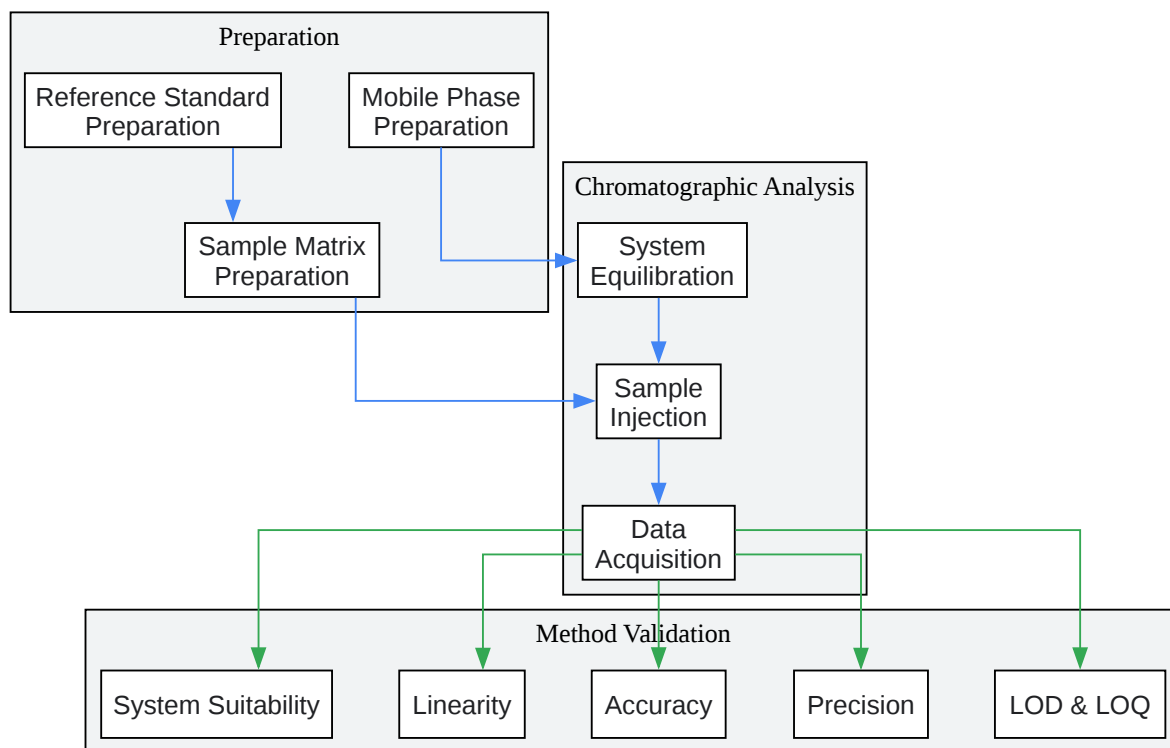 Preparation
Reference Standard
Preparation
Mobile Phase
Preparation
Sample Matrix
Preparation
Chromatographic Analysis
System
Equilibration
Sample
Injection
Data
Acquisition
Method Validation
System Suitability
Linearity
Accuracy
Precision
LOD & LOQ